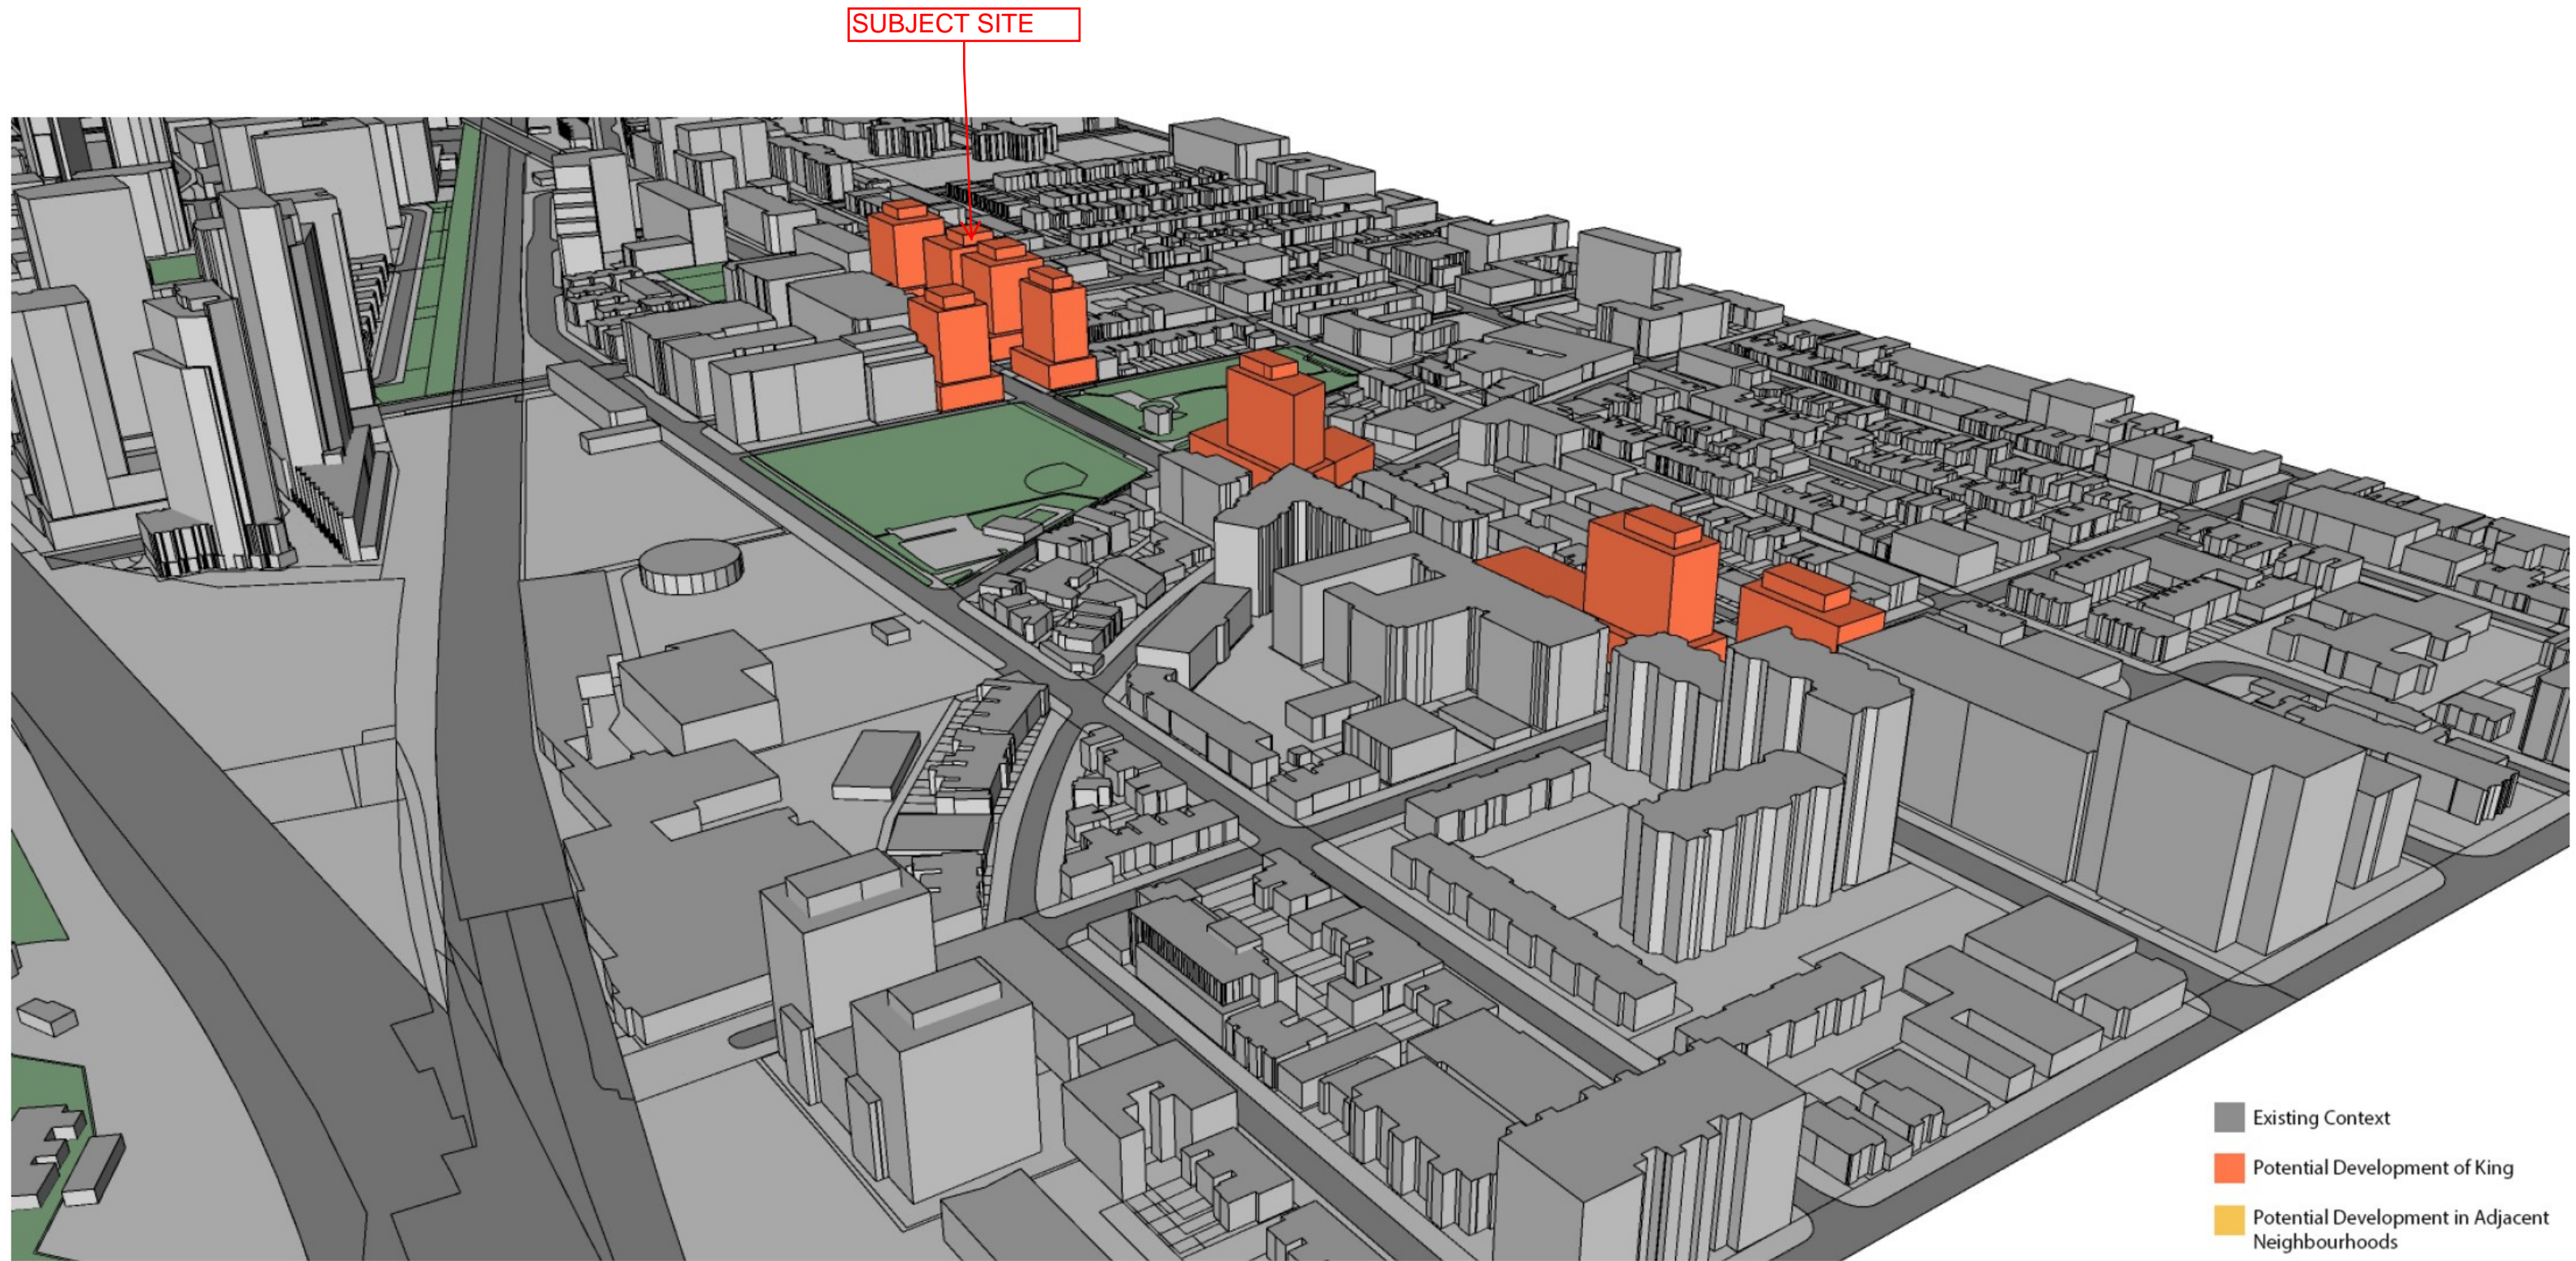 SUBJECT SITE
Existing Context
Potential Development of King
Potential Development in Adjacent
Neighbourhoods